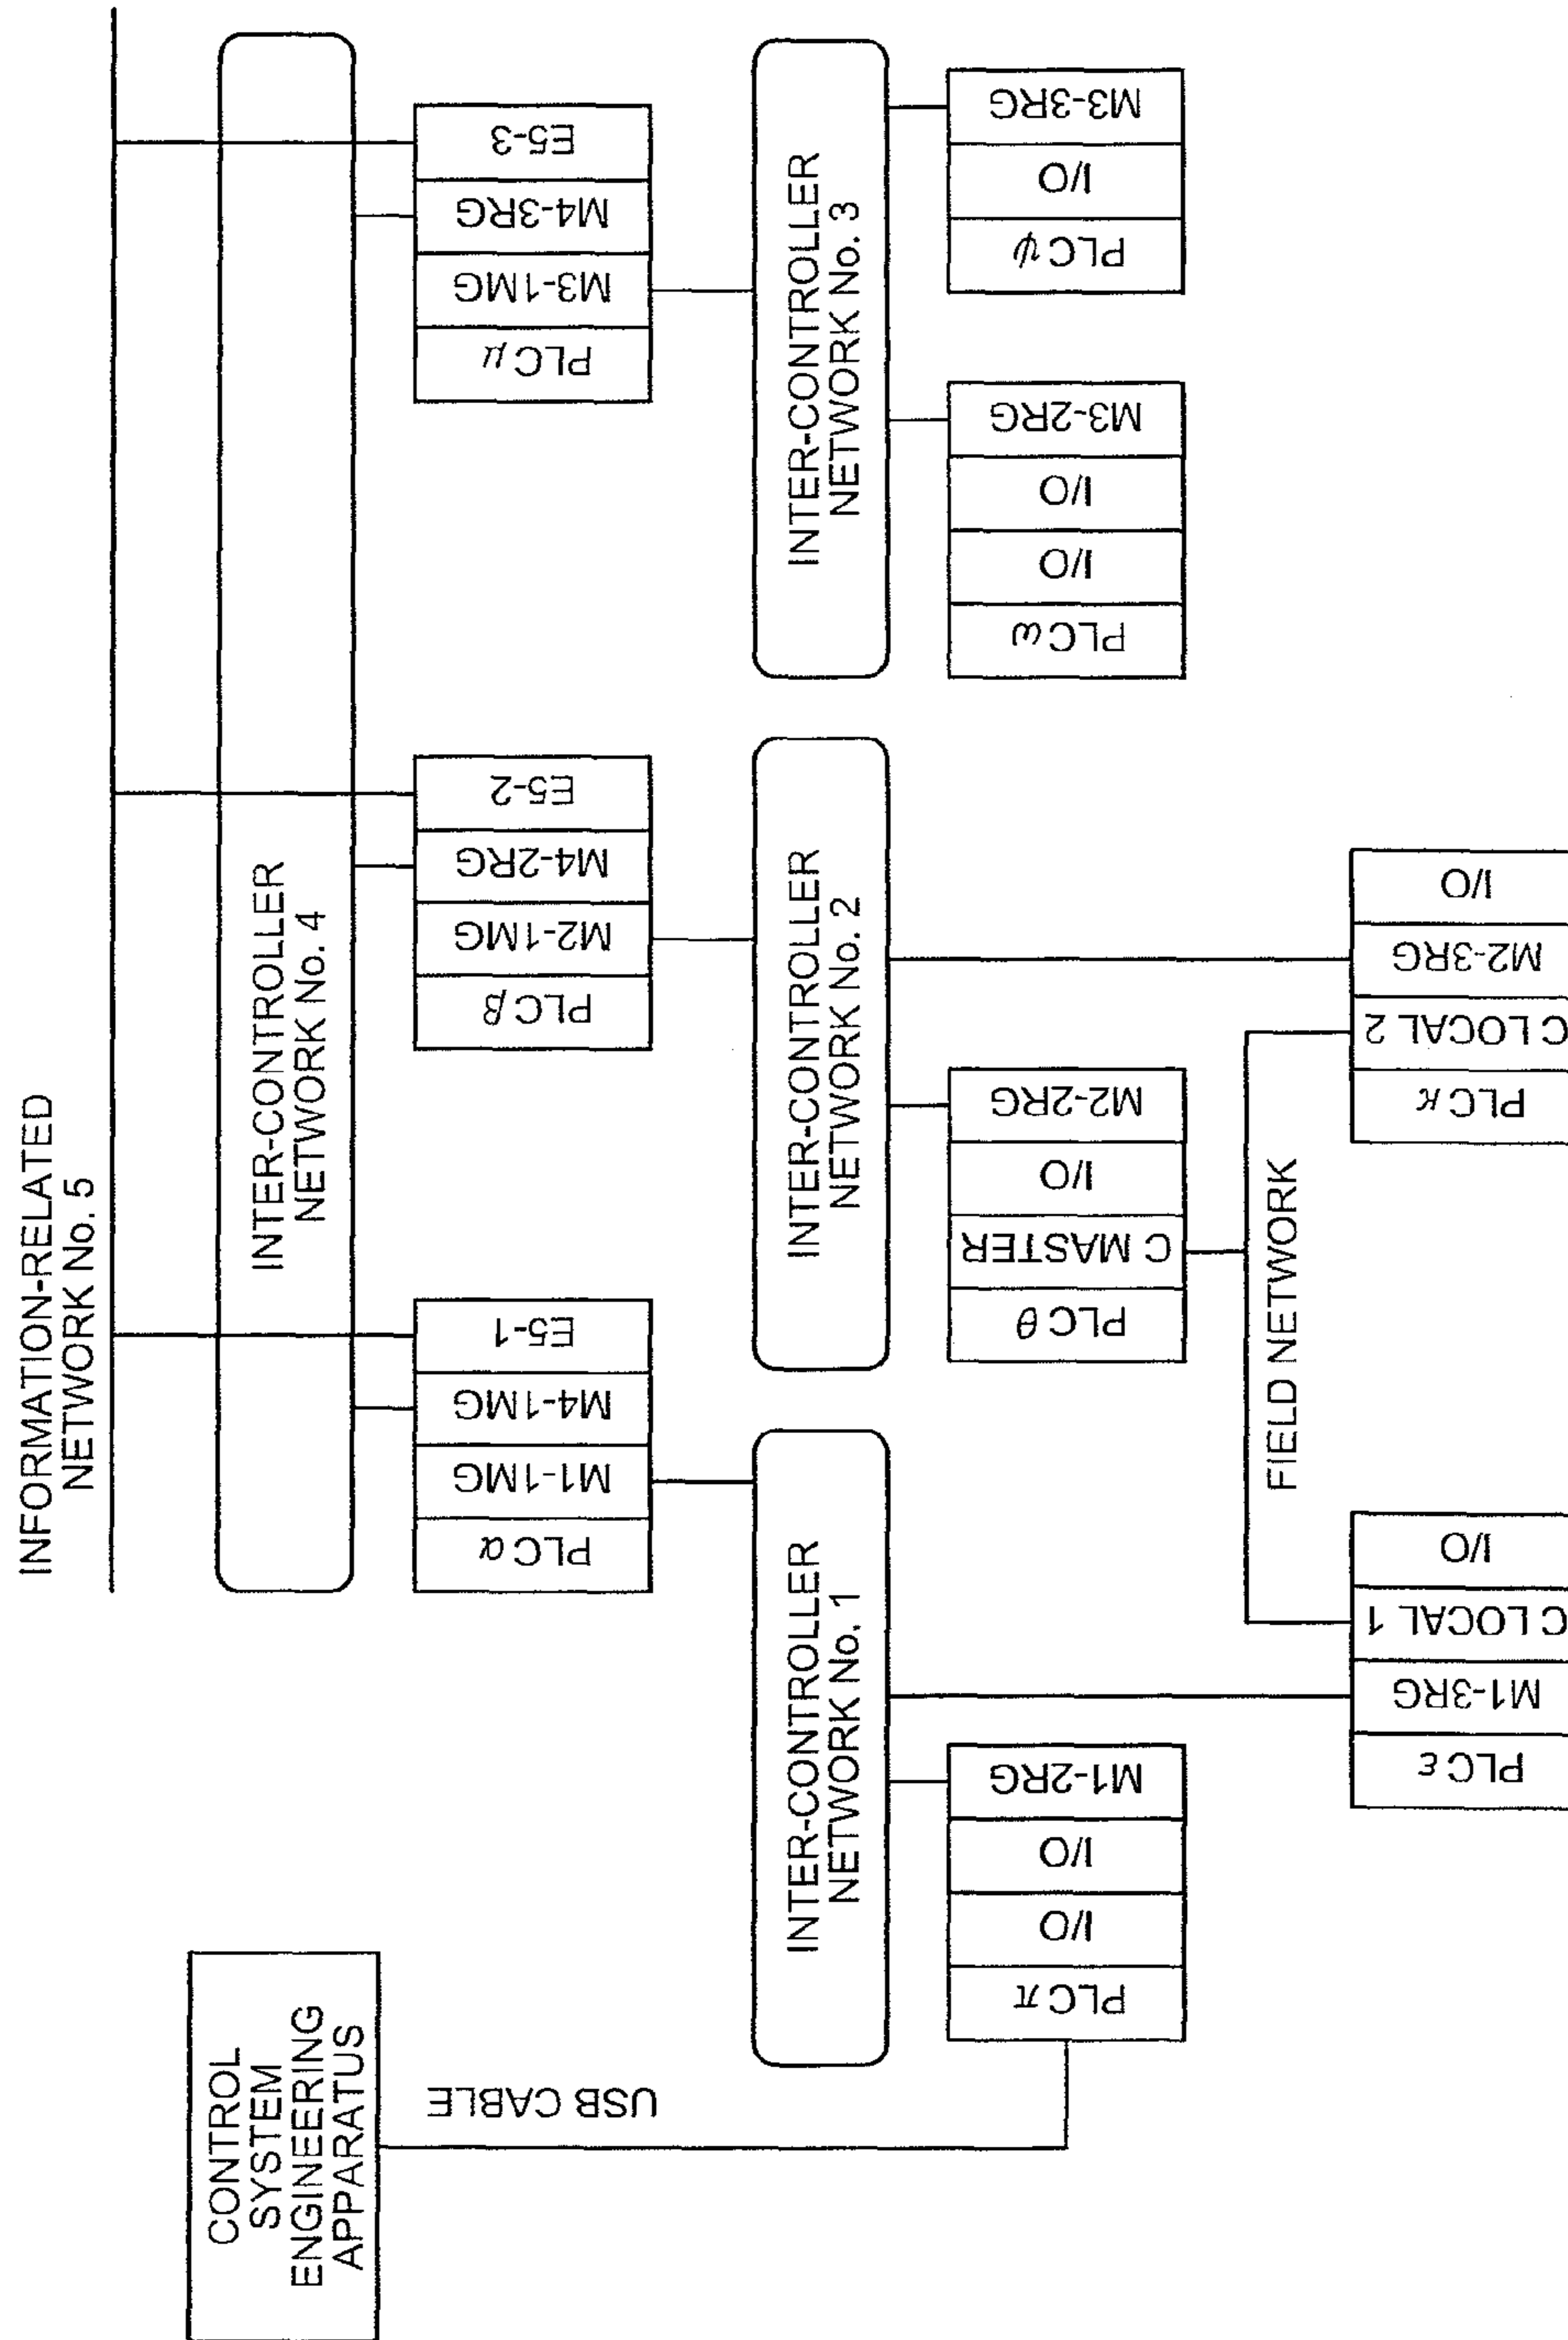 INFORMATION-RELATED
NETWORK No. 5
INTER-CONTROLLER
NETWORK No. 4
CONTROL
SYSTEM
ENGINEERING
APPARATUS
USB CABLE
PLC α
M1-1MG
M4-1MG
E5-1
PLC β
M2-1MG
M4-2RG
E5-2
PLC μ
M3-1MG
M4-3RG
E5-3
INTER-CONTROLLER
NETWORK No. 1
INTER-CONTROLLER
NETWORK No. 2
INTER-CONTROLLER
NETWORK No. 3
PLC π
I/O
I/O
M1-2RG
PLC θ
C MASTER
I/O
M2-2RG
PLC ω
I/O
I/O
M3-2RG
PLC ψ
I/O
M3-3RG
FIELD NETWORK
PLC ε
M1-3RG
C LOCAL 1
I/O
PLC κ
C LOCAL 2
M2-3RG
I/O